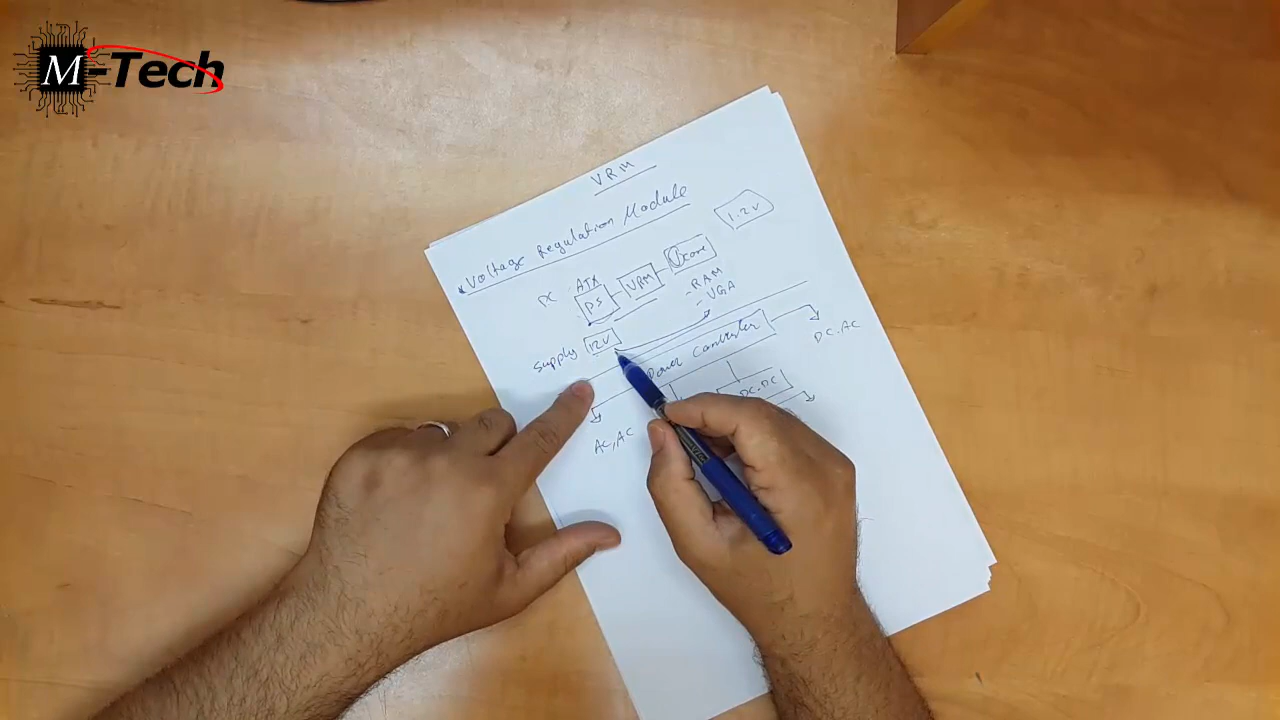 M-Tech
VRM
Voltage Regulation Module
1.2V
PC ATX
PS VRM Vcore
- RAM
- VGA
Supply 12V
Power Converter
DC.AC
DC.DC
AC,AC